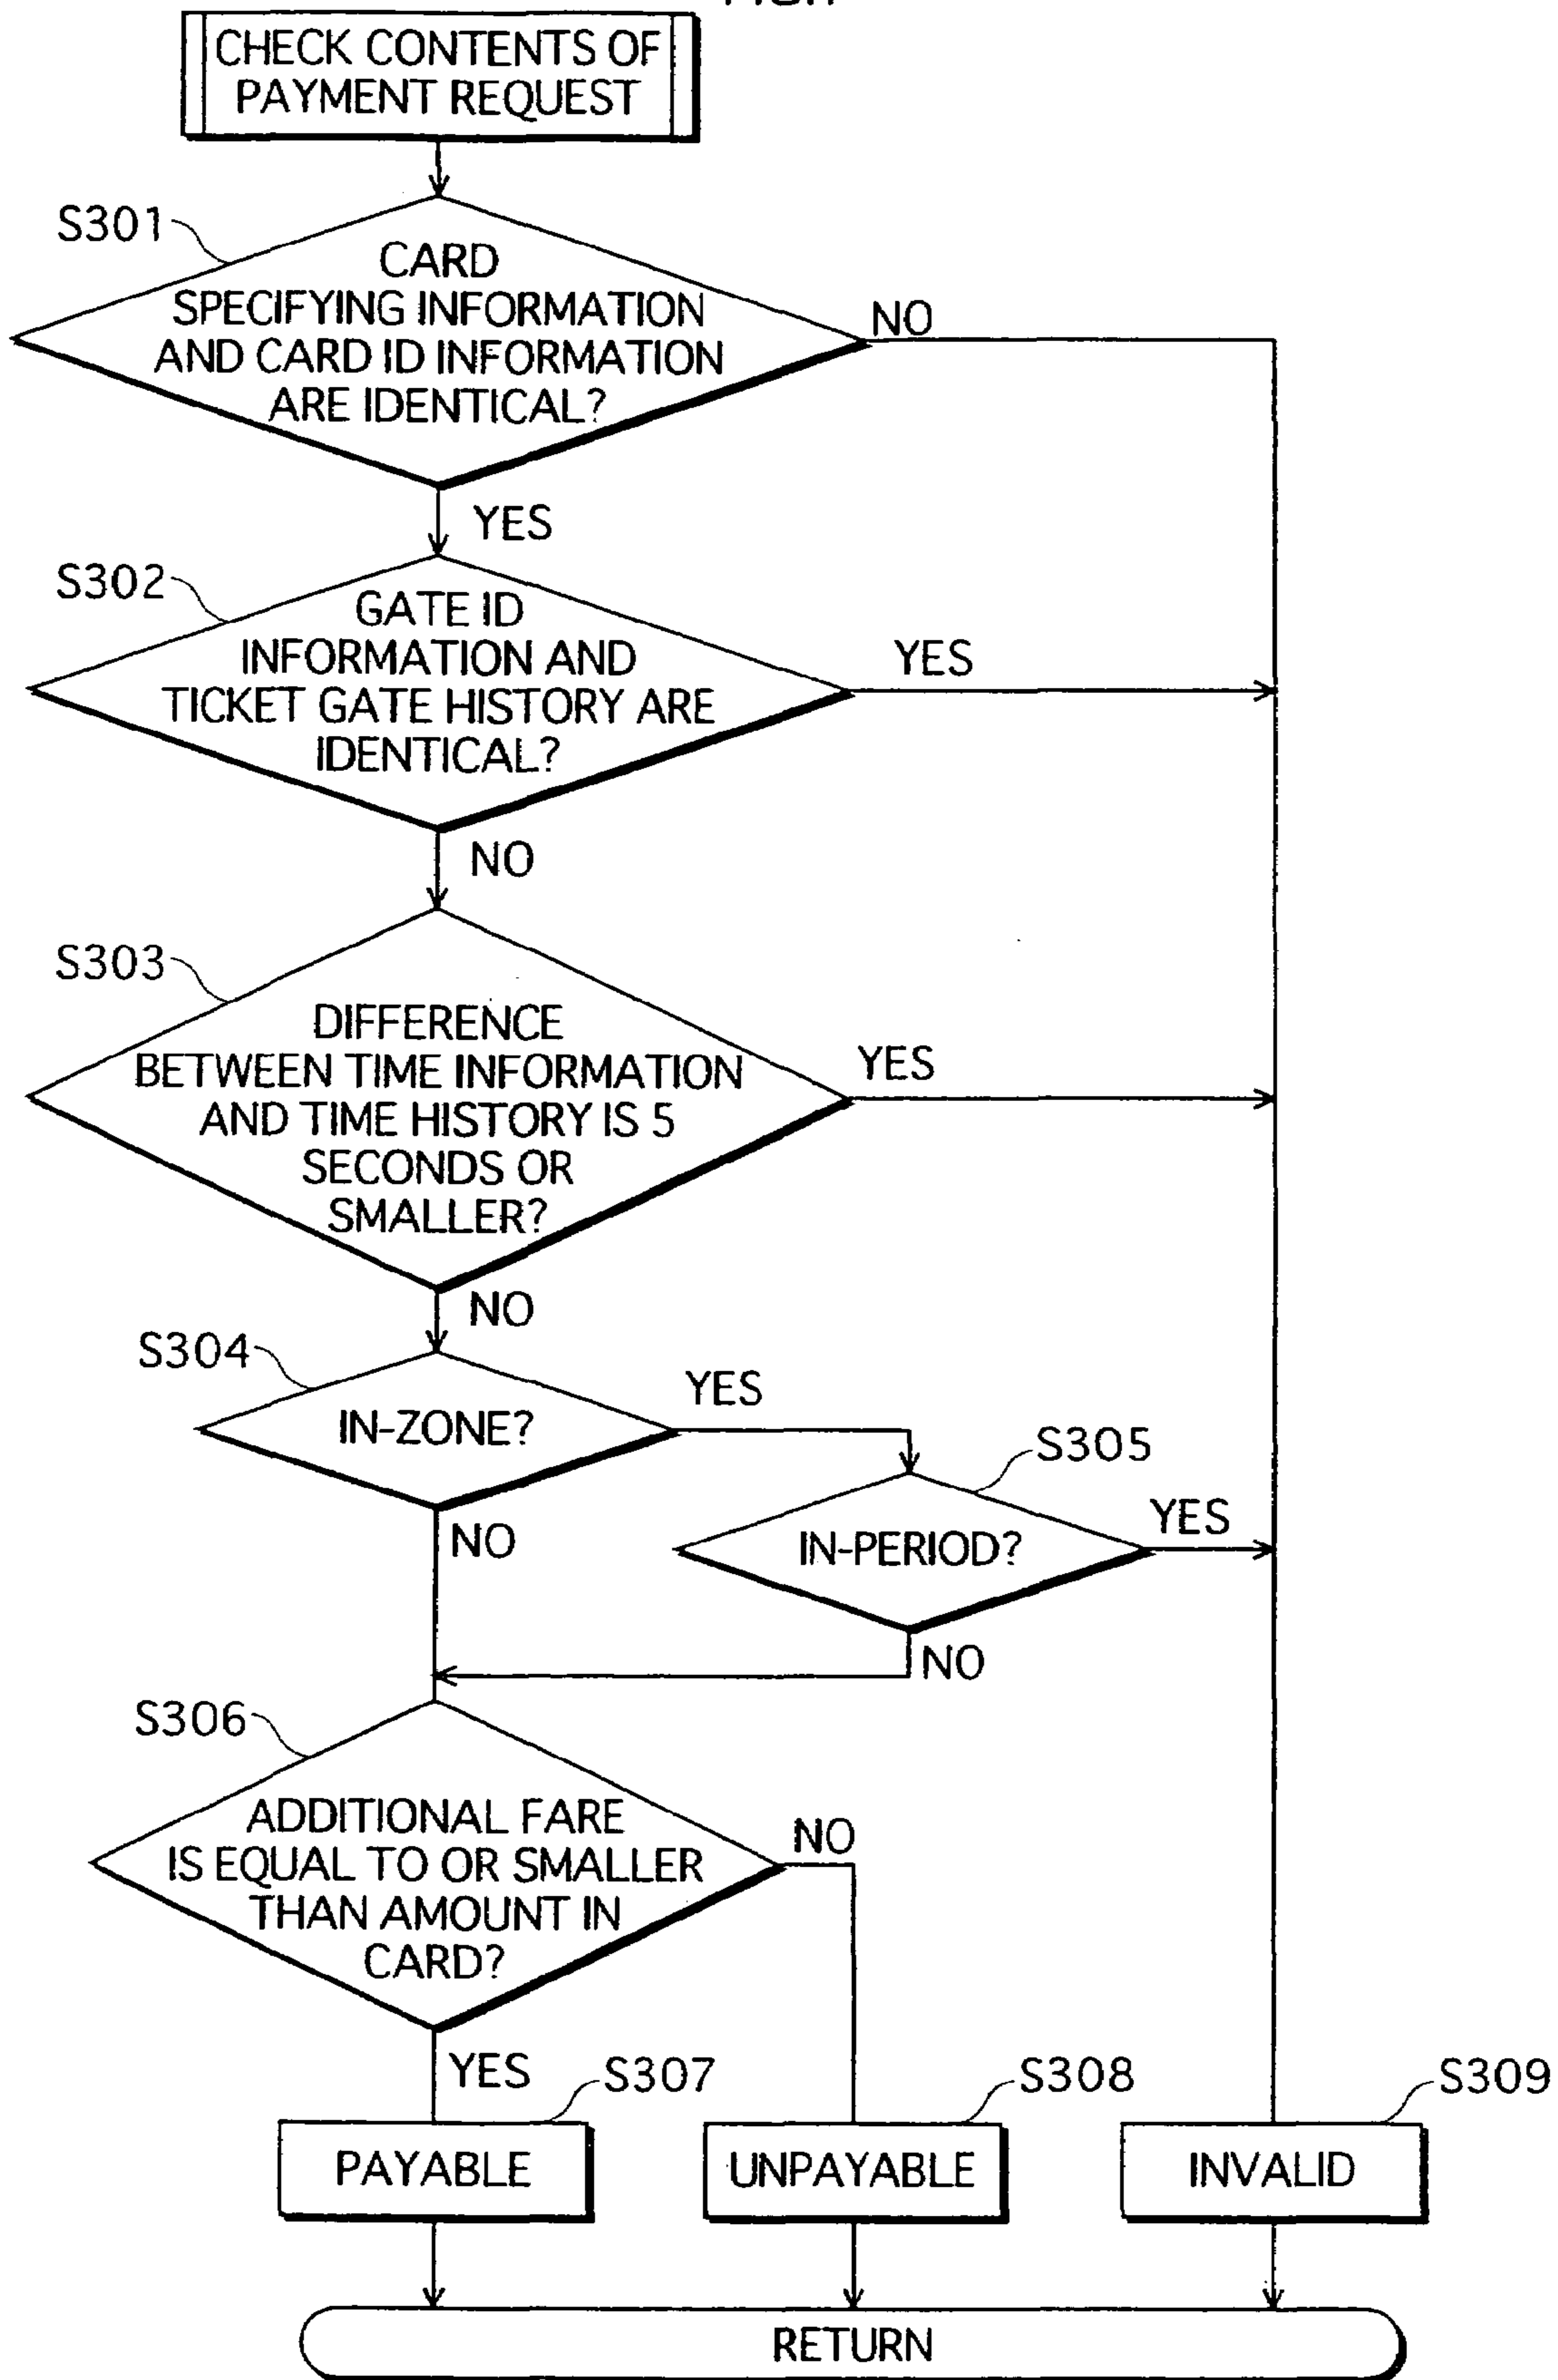 CHECK CONTENTS OF
PAYMENT REQUEST
S301
CARD
SPECIFYING INFORMATION
AND CARD ID INFORMATION
ARE IDENTICAL?
NO
YES
S302
GATE ID
INFORMATION AND
TICKET GATE HISTORY ARE
IDENTICAL?
YES
NO
S303
DIFFERENCE
BETWEEN TIME INFORMATION
AND TIME HISTORY IS 5
SECONDS OR
SMALLER?
YES
NO
S304
IN-ZONE?
YES
NO
S305
IN-PERIOD?
YES
NO
S306
ADDITIONAL FARE
IS EQUAL TO OR SMALLER
THAN AMOUNT IN
CARD?
NO
YES
S307
PAYABLE
S308
UNPAYABLE
S309
INVALID
RETURN